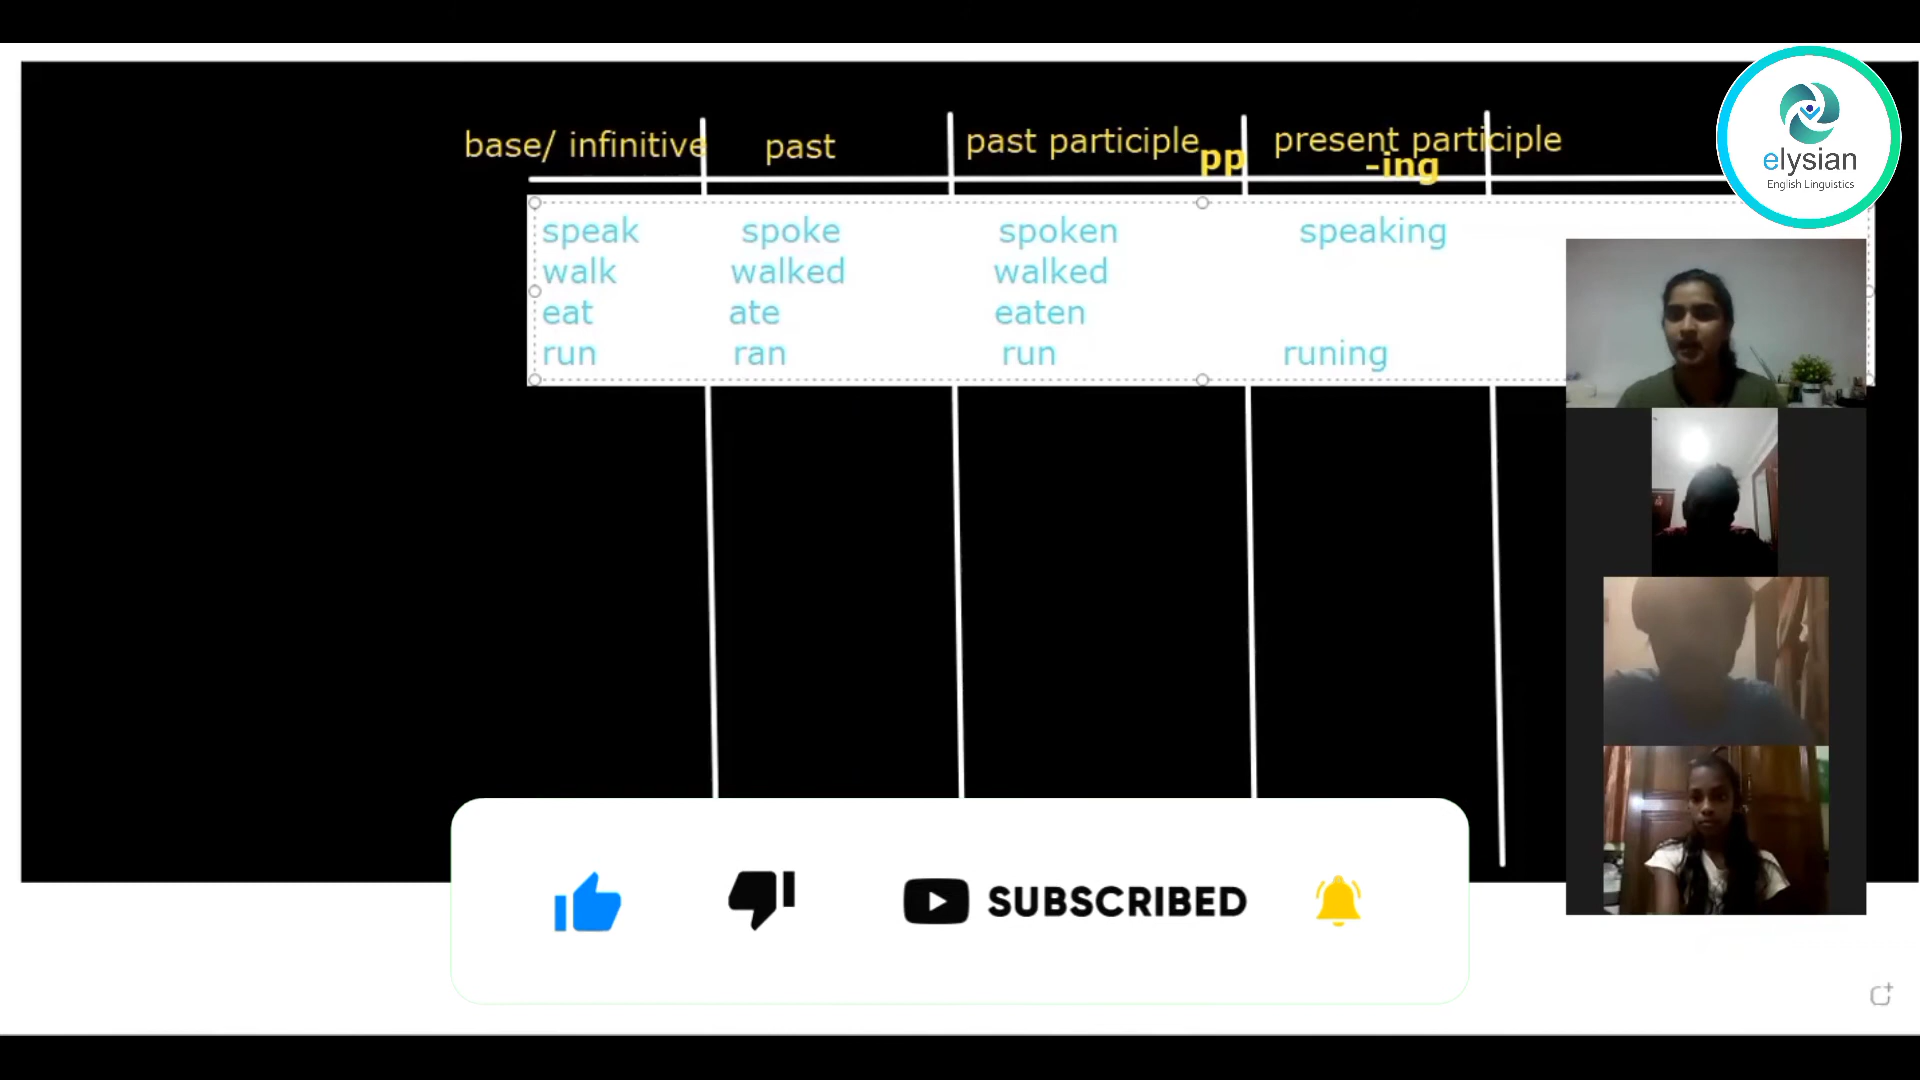 base/ infinitive past past participle pp present participle -ing
speak spoke spoken speaking
walk walked walked
eat ate eaten
run ran run runing
elysian
English Linguistics
SUBSCRIBED